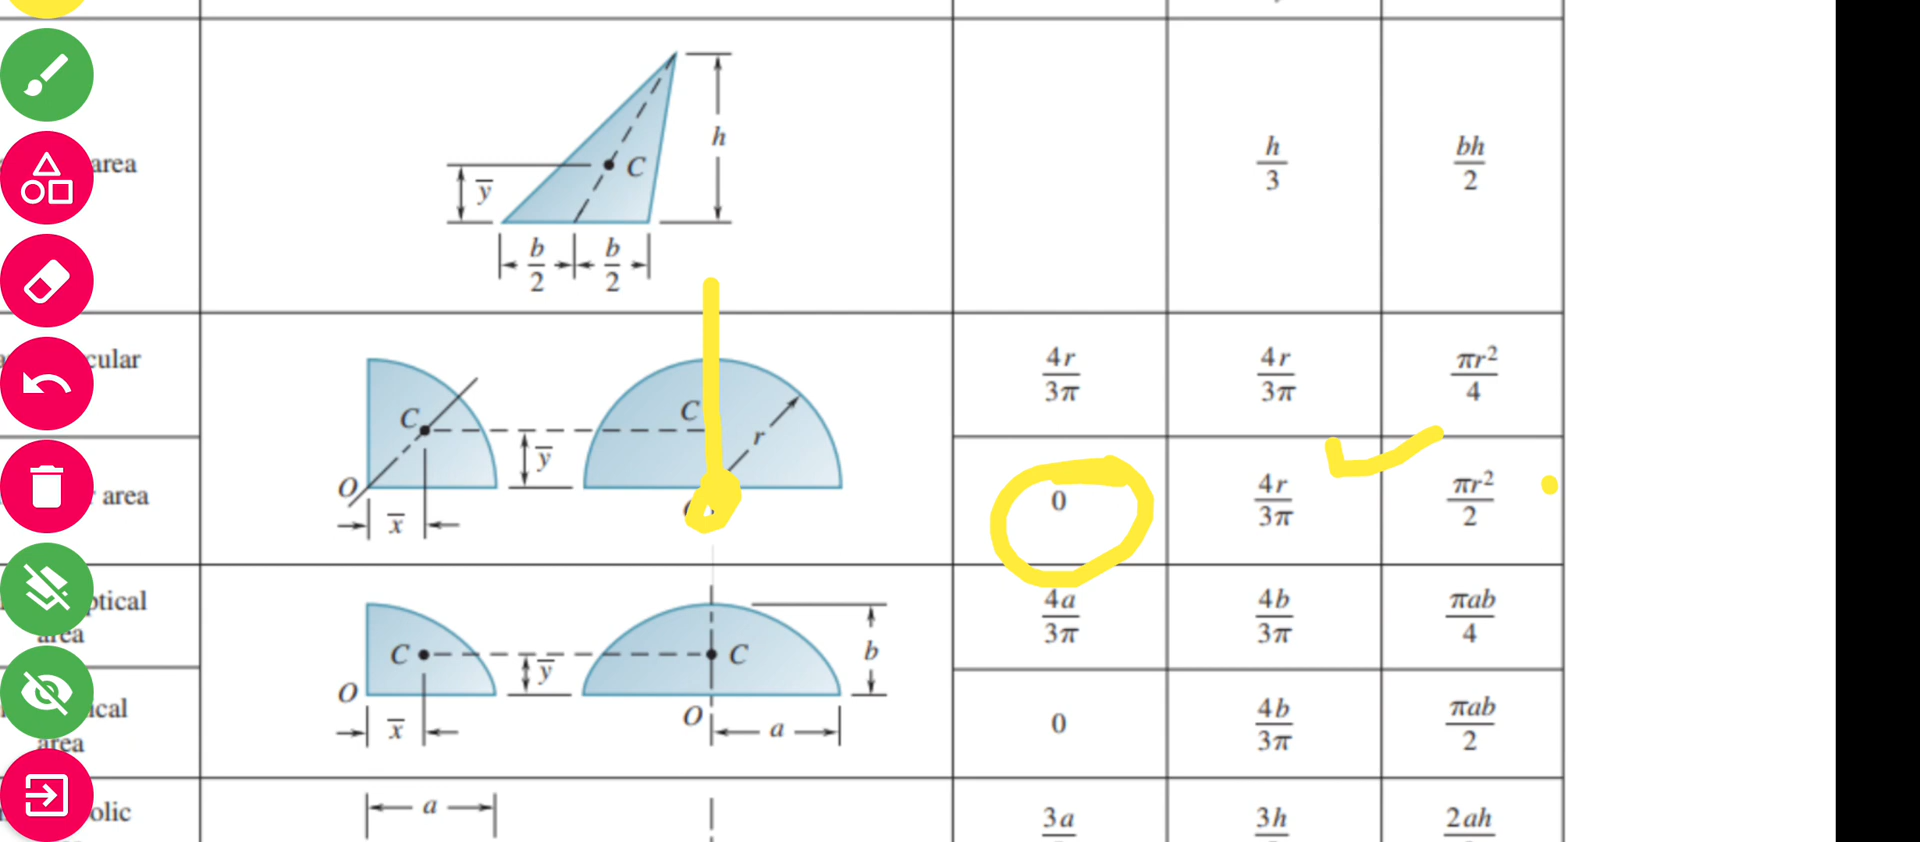 area
h
C
y̅
b/2 b/2
h/3
bh/2
cular
C
O
x̅
y̅
C
r
4r/3π
4r/3π
πr²/4
area
0
4r/3π
πr²/2
ptical
area
C
O
x̅
y̅
C
b
O
a
4a/3π
4b/3π
πab/4
ical
area
0
4b/3π
πab/2
olic
a
3a
3h
2ah